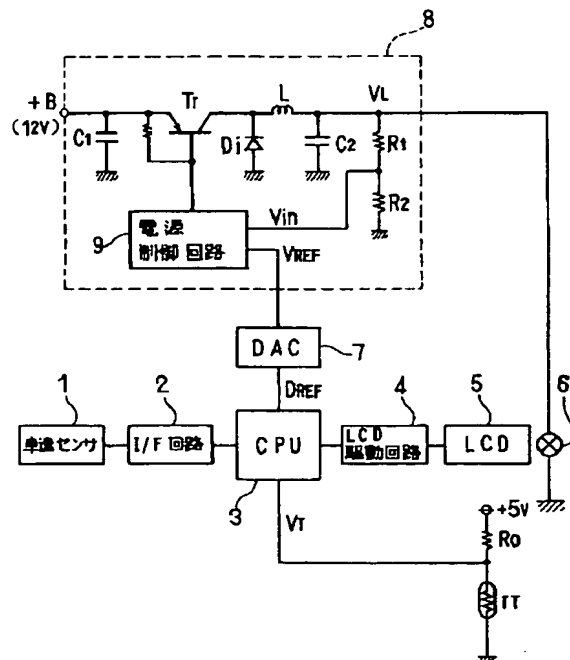 8
Tr
L
VL
+B
(12V)
C1
Di
C2
R1
R2
Vin
VREF
電源
制御回路
9
DAC
7
DREF
1
2
4
5
6
車速センサ
I/F回路
CPU
LCD
駆動回路
LCD
3
VT
+5V
Ro
rT